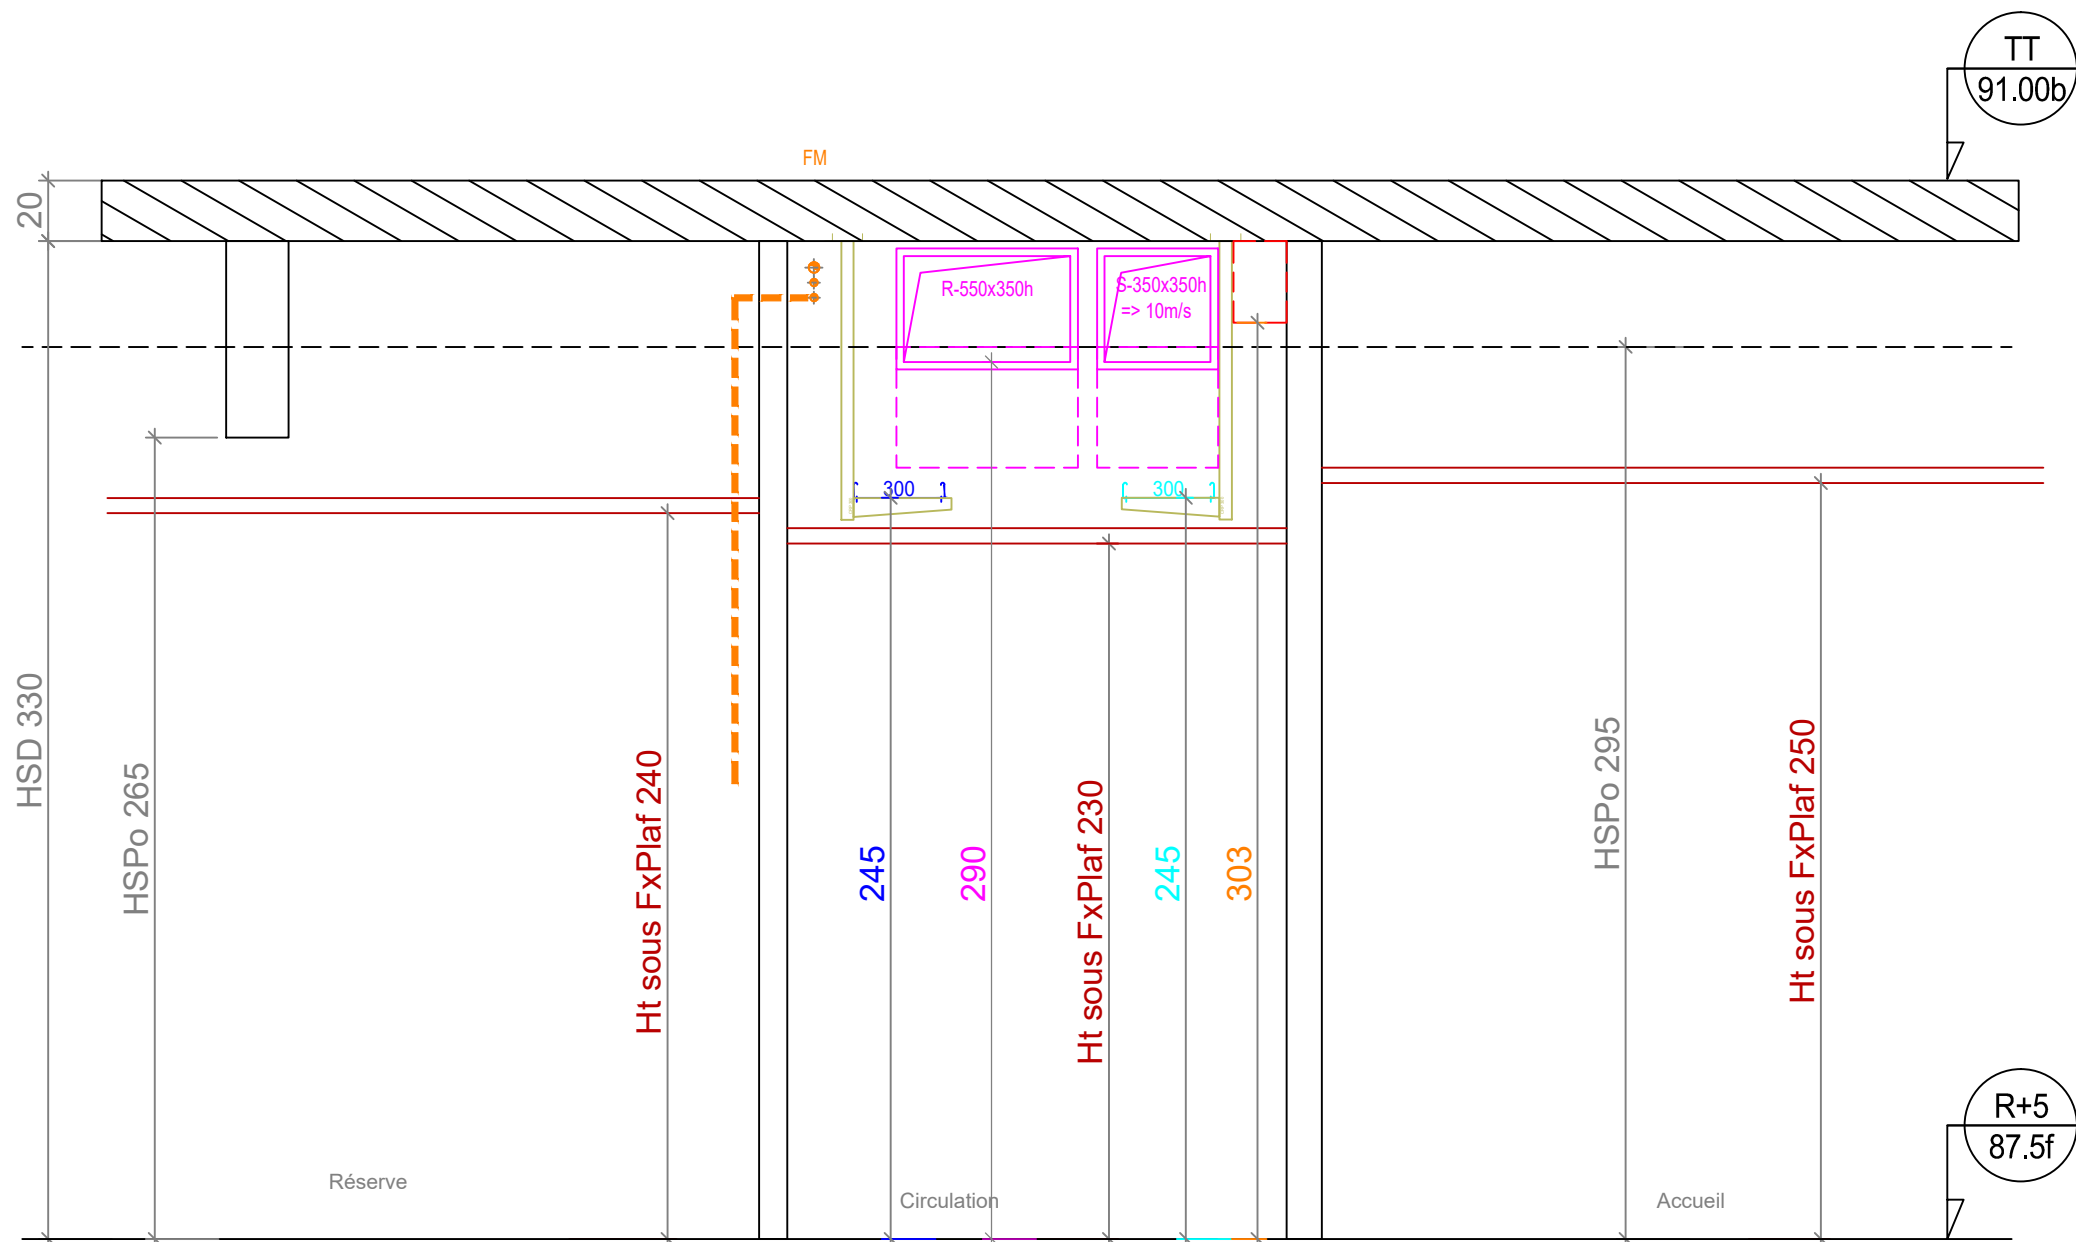 TT
91.00b
FM
20
R-550x350h
S-350x350h
=> 10m/s
300
300
HSD 330
HSPo 265
Ht sous FxPlaf 240
245
290
Ht sous FxPlaf 230
245
303
HSPo 295
Ht sous FxPlaf 250
R+5
87.5f
Réserve
Circulation
Accueil